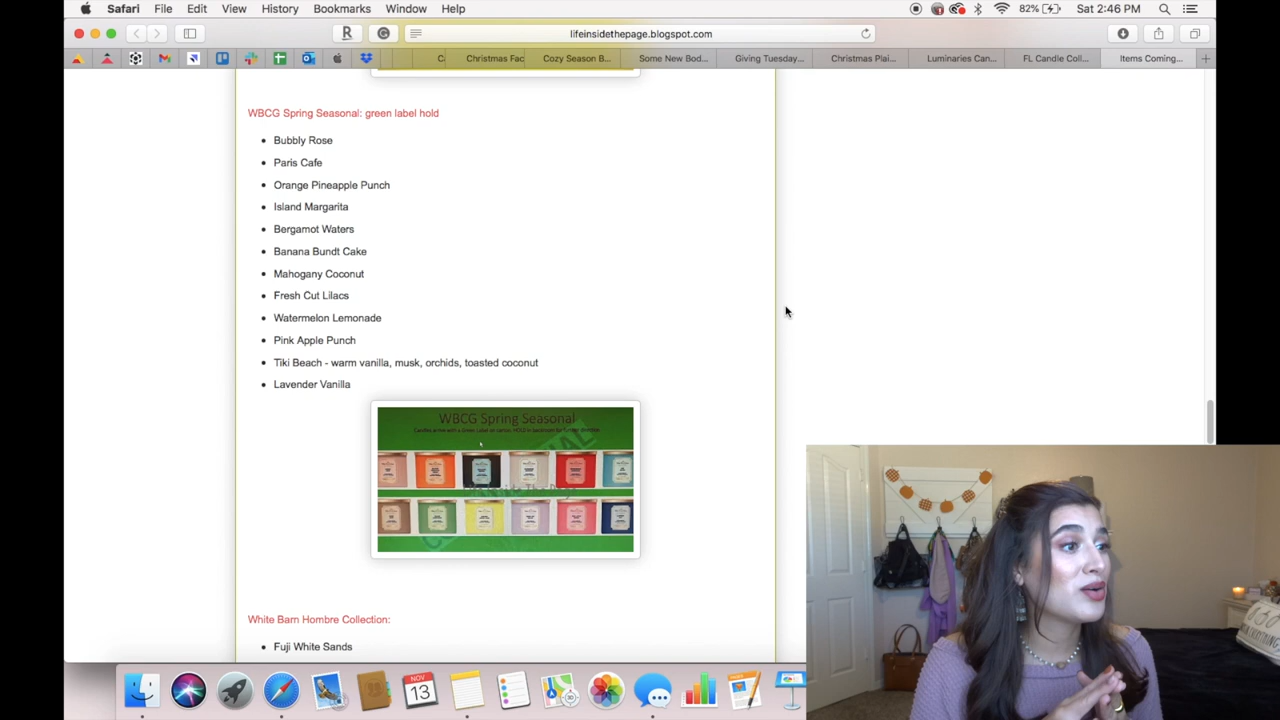 Safari File Edit View History Bookmarks Window Help
82% Sat 2:46 PM
lifeinsidethepage.blogspot.com
Christmas Fac Cozy Season B... Some New Bod... Giving Tuesday... Christmas Plai... Luminaries Can... FL Candle Coll... Items Coming...
WBCG Spring Seasonal: green label hold
• Bubbly Rose
• Paris Cafe
• Orange Pineapple Punch
• Island Margarita
• Bergamot Waters
• Banana Bundt Cake
• Mahogany Coconut
• Fresh Cut Lilacs
• Watermelon Lemonade
• Pink Apple Punch
• Tiki Beach - warm vanilla, musk, orchids, toasted coconut
• Lavender Vanilla
WBCG Spring Seasonal
White Barn Hombre Collection:
• Fuji White Sands
NOV
13